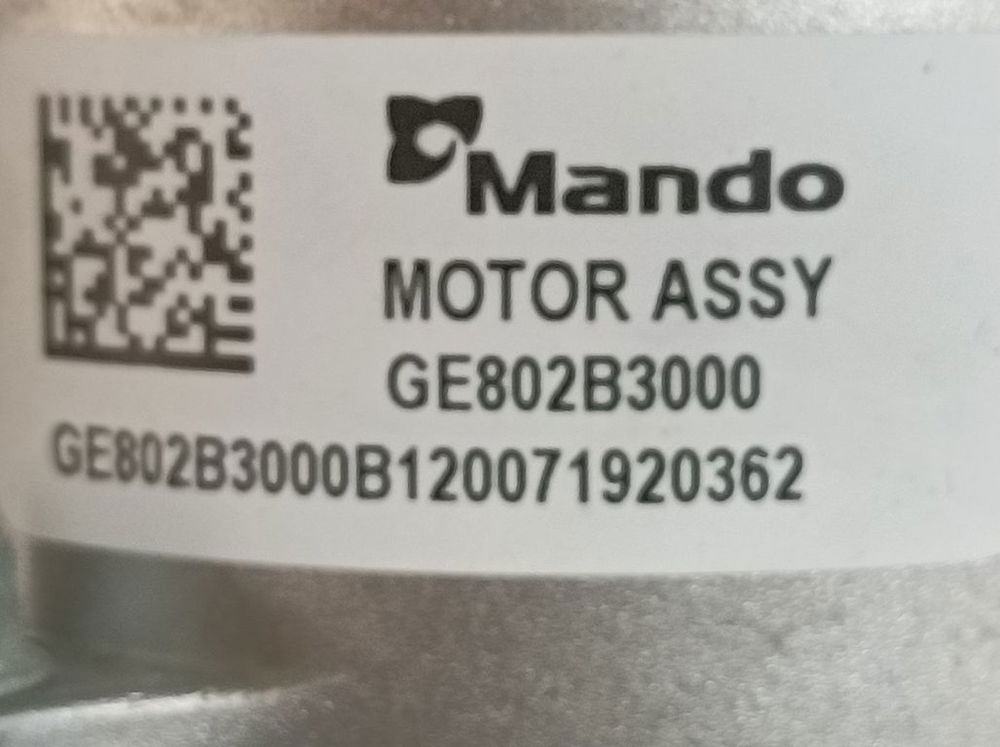 Mando
MOTOR ASSY
GE802B3000
GE802B3000B120071920362